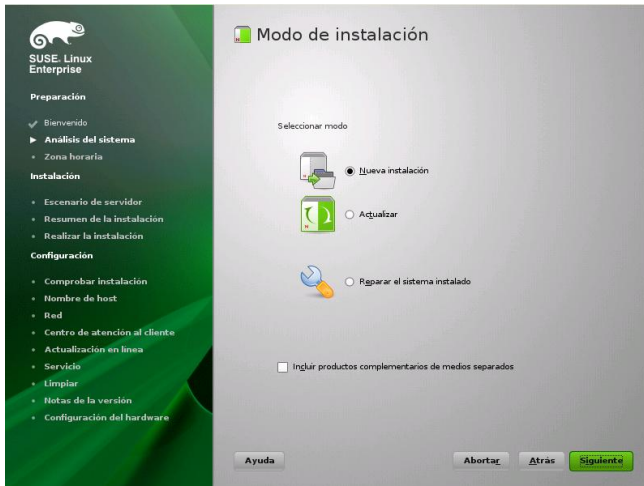 SUSE. Linux
Enterprise
Preparación
Bienvenido
Análisis del sistema
Zona horaria
Instalación
Escenario de servidor
Resumen de la instalación
Realizar la instalación
Configuración
Comprobar instalación
Nombre de host
Red
Centro de atención al cliente
Actualización en línea
Servicio
Limpiar
Notas de la versión
Configuración del hardware
Modo de instalación
Seleccionar modo
Nueva instalación
Actualizar
Reparar el sistema instalado
Incluir productos complementarios de medios separados
Ayuda
Abortar
Atrás
Siguiente